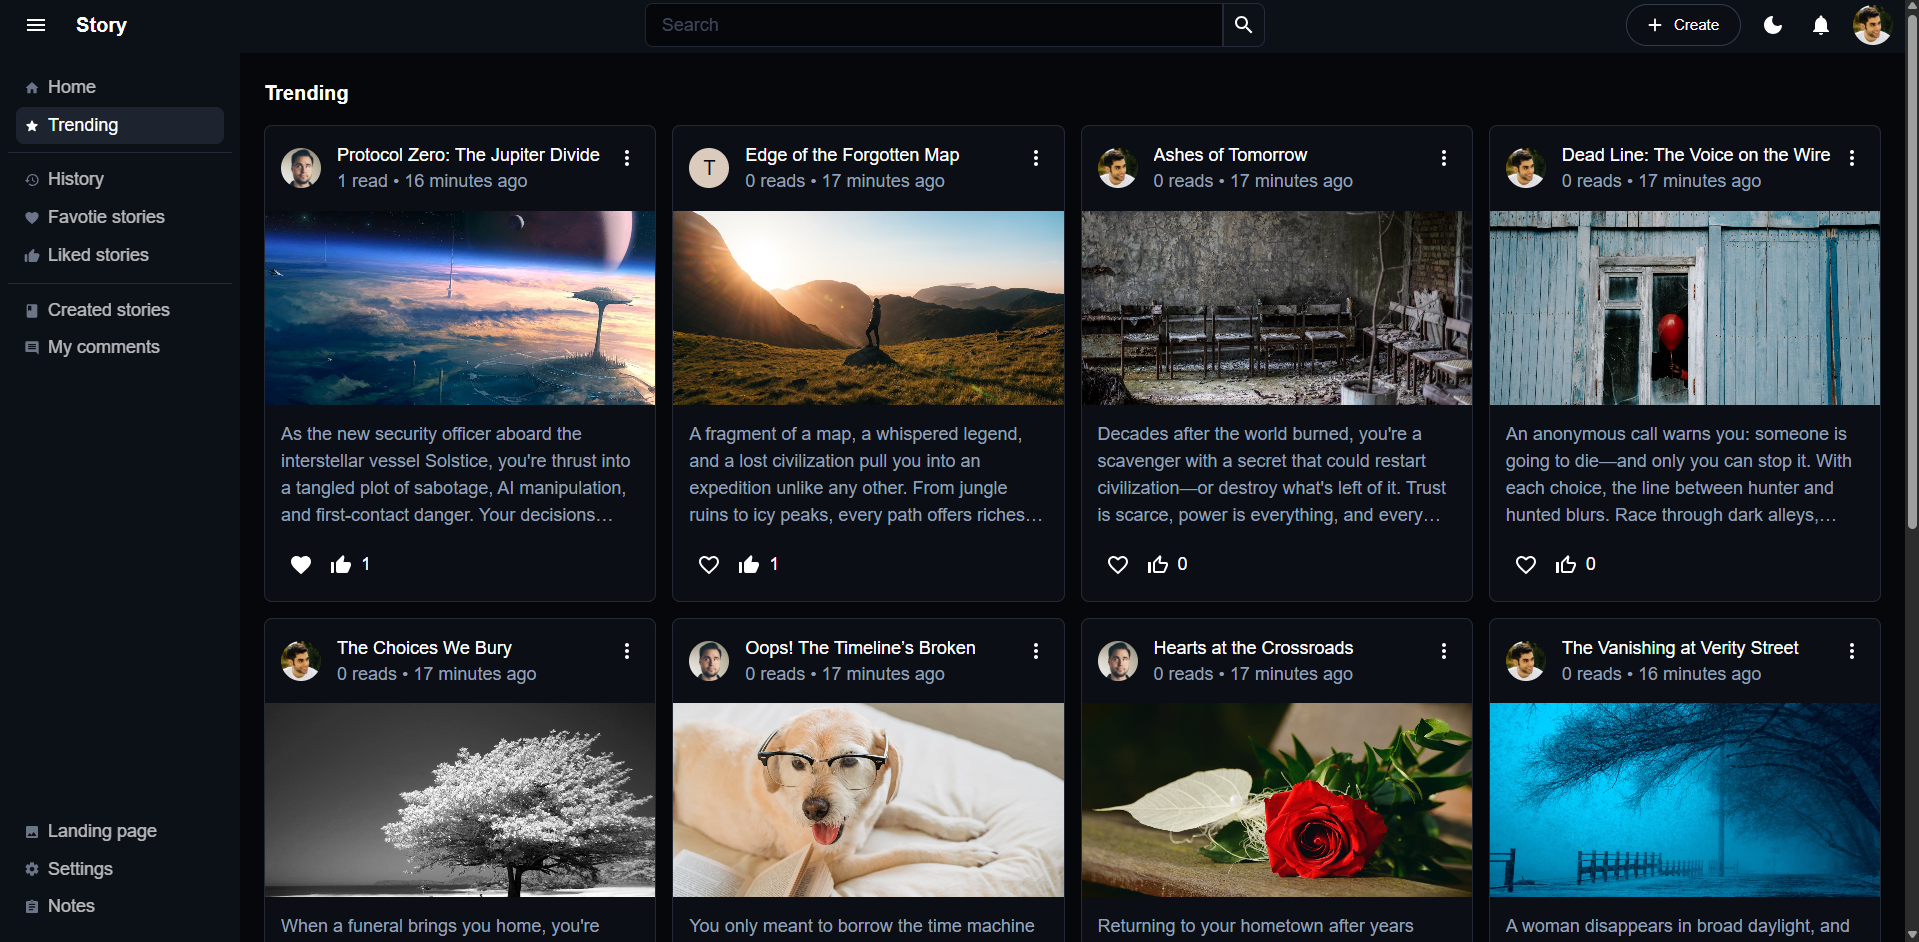 Story
Search
Create
Home
Trending
History
Favotie stories
Liked stories
Created stories
My comments
Landing page
Settings
Notes
Trending
Protocol Zero: The Jupiter Divide
1 read • 16 minutes ago
As the new security officer aboard the
interstellar vessel Solstice, you're thrust into
a tangled plot of sabotage, AI manipulation,
and first-contact danger. Your decisions…
1
T
Edge of the Forgotten Map
0 reads • 17 minutes ago
A fragment of a map, a whispered legend,
and a lost civilization pull you into an
expedition unlike any other. From jungle
ruins to icy peaks, every path offers riches…
1
Ashes of Tomorrow
0 reads • 17 minutes ago
Decades after the world burned, you're a
scavenger with a secret that could restart
civilization—or destroy what's left of it. Trust
is scarce, power is everything, and every…
0
Dead Line: The Voice on the Wire
0 reads • 17 minutes ago
An anonymous call warns you: someone is
going to die—and only you can stop it. With
each choice, the line between hunter and
hunted blurs. Race through dark alleys,…
0
The Choices We Bury
0 reads • 17 minutes ago
When a funeral brings you home, you're
Oops! The Timeline’s Broken
0 reads • 17 minutes ago
You only meant to borrow the time machine
Hearts at the Crossroads
0 reads • 17 minutes ago
Returning to your hometown after years
The Vanishing at Verity Street
0 reads • 16 minutes ago
A woman disappears in broad daylight, and